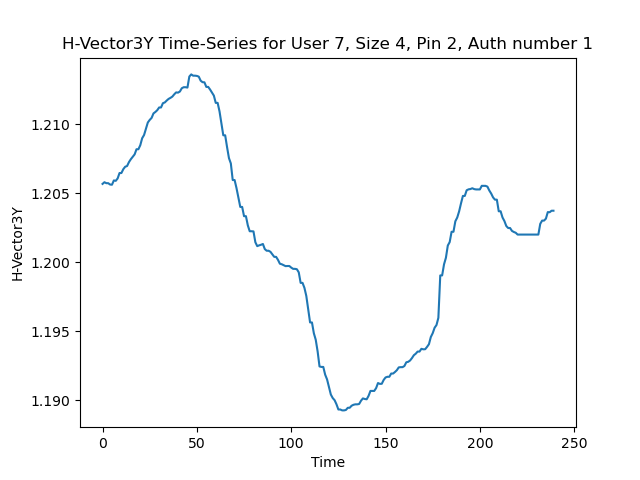 H-Vector3Y Time-Series for User 7, Size 4, Pin 2, Auth number 1
H-Vector3Y
1.210
1.205
1.200
1.195
1.190
0 50 100 150 200 250
Time